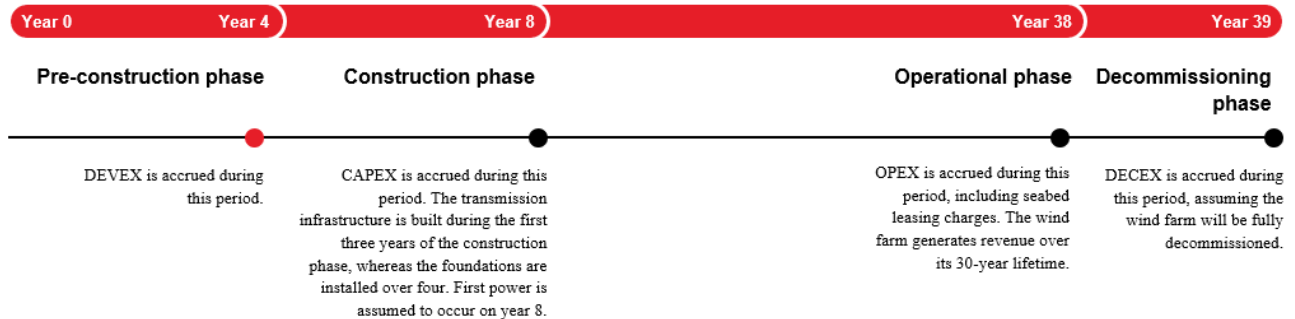 Year 0
Year 4
Year 8
Year 38
Year 39
Pre-construction phase
Construction phase
Operational phase
Decommissioning
phase
DEVEX is accrued during
this period.
CAPEX is accrued during this
period. The transmission
infrastructure is built during the first
three years of the construction
phase, whereas the foundations are
installed over four. First power is
assumed to occur on year 8.
OPEX is accrued during this
period, including seabed
leasing charges. The wind
farm generates revenue over
its 30-year lifetime.
DECEX is accrued during
this period, assuming the
wind farm will be fully
decommissioned.